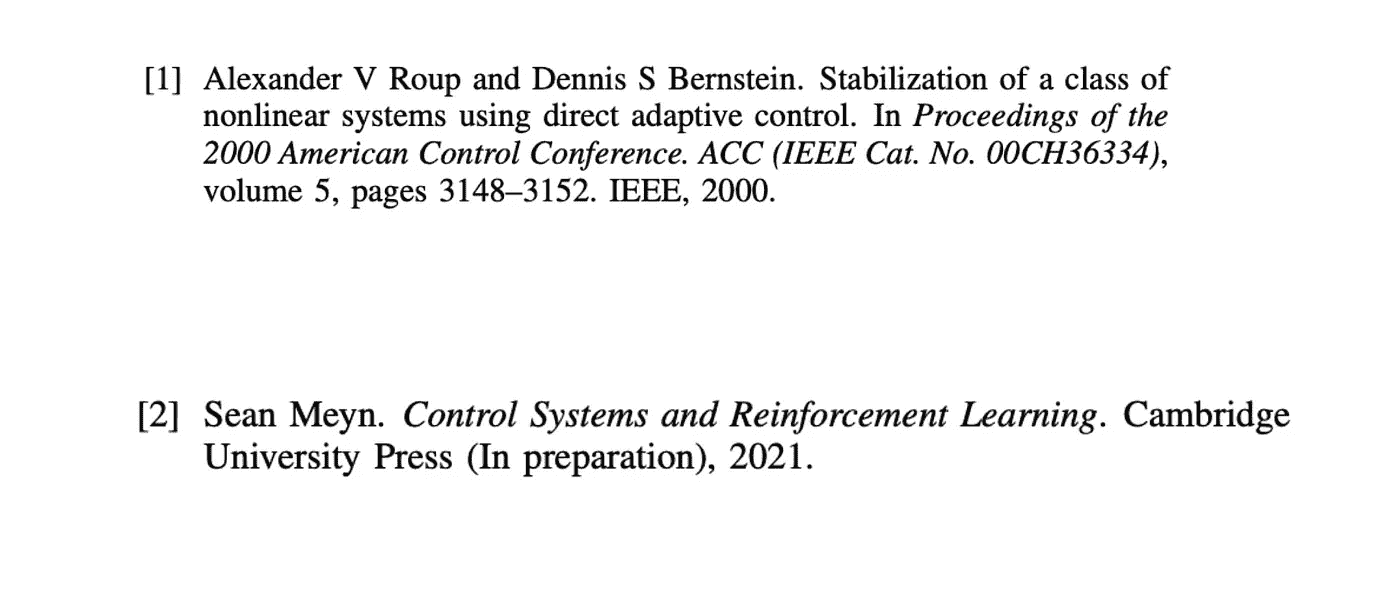 [1] Alexander V Roup and Dennis S Bernstein. Stabilization of a class of
nonlinear systems using direct adaptive control. In Proceedings of the
2000 American Control Conference. ACC (IEEE Cat. No. 00CH36334),
volume 5, pages 3148–3152. IEEE, 2000.
[2] Sean Meyn. Control Systems and Reinforcement Learning. Cambridge
University Press (In preparation), 2021.